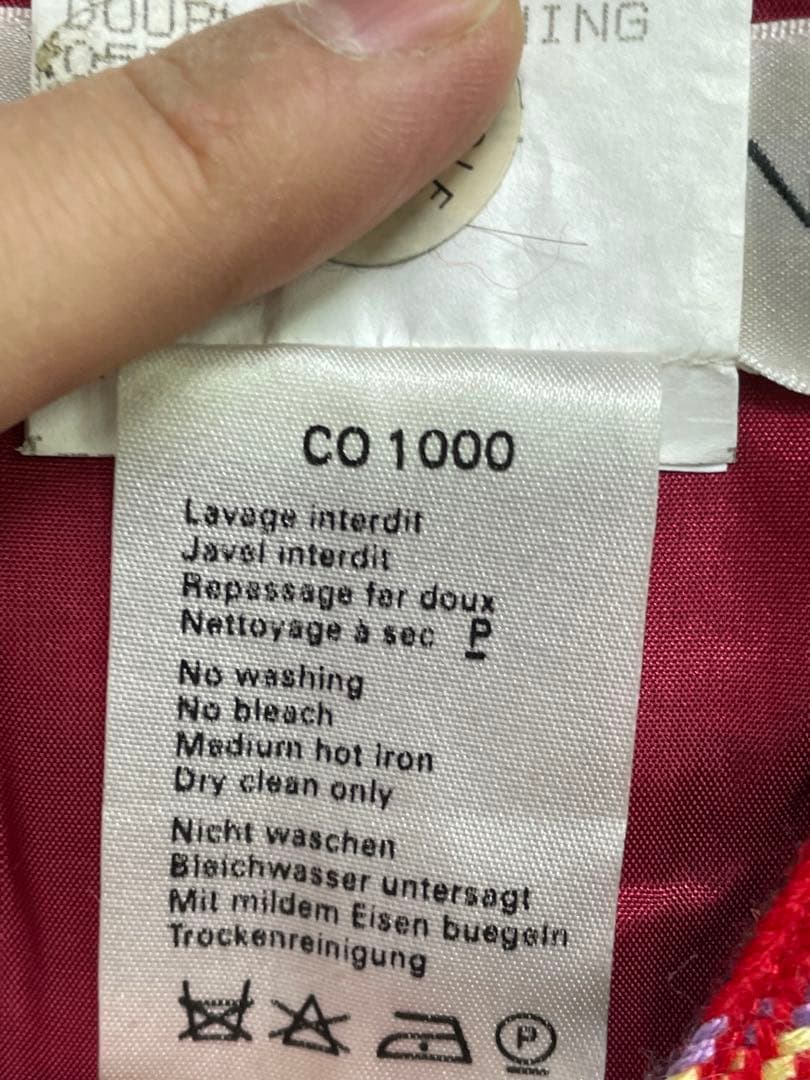 CO 1000
Lavage interdit
Javel interdit
Repassage fer doux
Nettoyage à sec P
No washing
No bleach
Medium hot iron
Dry clean only
Nicht waschen
Bleichwasser untersagt
Mit mildem Eisen buegeln
Trockenreinigung
P